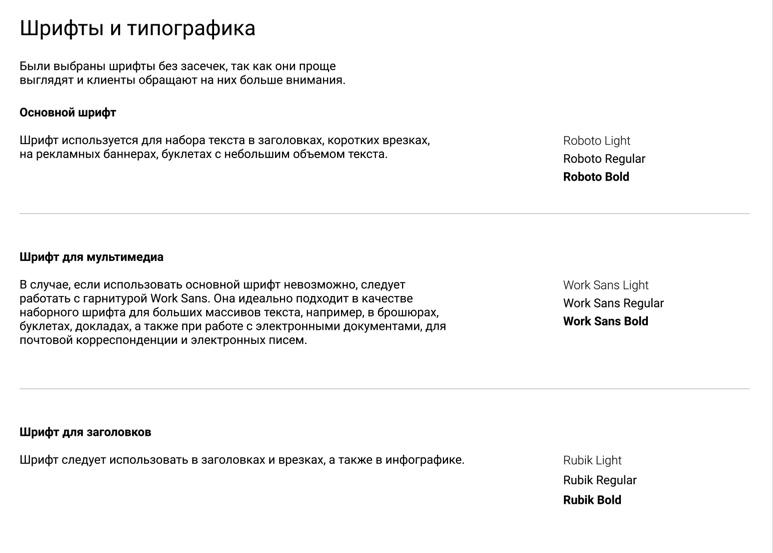 Шрифты и типографика
Были выбраны шрифты без засечек, так как они проще
выглядят и клиенты обращают на них больше внимания.
Основной шрифт
Шрифт используется для набора текста в заголовках, коротких врезках,
на рекламных баннерах, буклетах с небольшим объемом текста.
Roboto Light
Roboto Regular
Roboto Bold
Шрифт для мультимедиа
В случае, если использовать основной шрифт невозможно, следует
работать с гарнитурой Work Sans. Она идеально подходит в качестве
наборного шрифта для больших массивов текста, например, в брошюрах,
буклетах, докладах, а также при работе с электронными документами, для
почтовой корреспонденции и электронных писем.
Work Sans Light
Work Sans Regular
Work Sans Bold
Шрифт для заголовков
Шрифт следует использовать в заголовках и врезках, а также в инфографике.
Rubik Light
Rubik Regular
Rubik Bold